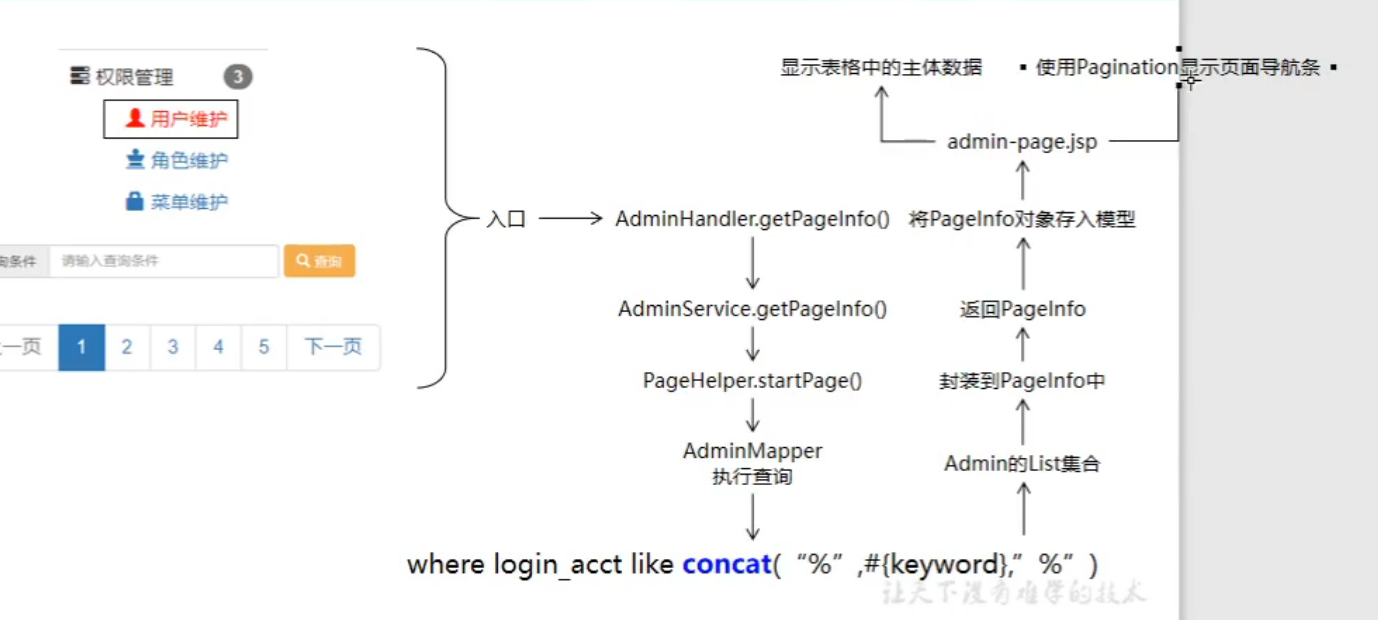 权限管理 3
用户维护
角色维护
菜单维护
询条件 请输入查询条件 查询
上一页 1 2 3 4 5 下一页
入口
显示表格中的主体数据
使用Pagination显示页面导航条
admin-page.jsp
AdminHandler.getPageInfo()
将PageInfo对象存入模型
AdminService.getPageInfo()
返回PageInfo
PageHelper.startPage()
封装到PageInfo中
AdminMapper
执行查询
Admin的List集合
where login_acct like concat(“%”,#{keyword},”%”)
让天下没有难学的技术